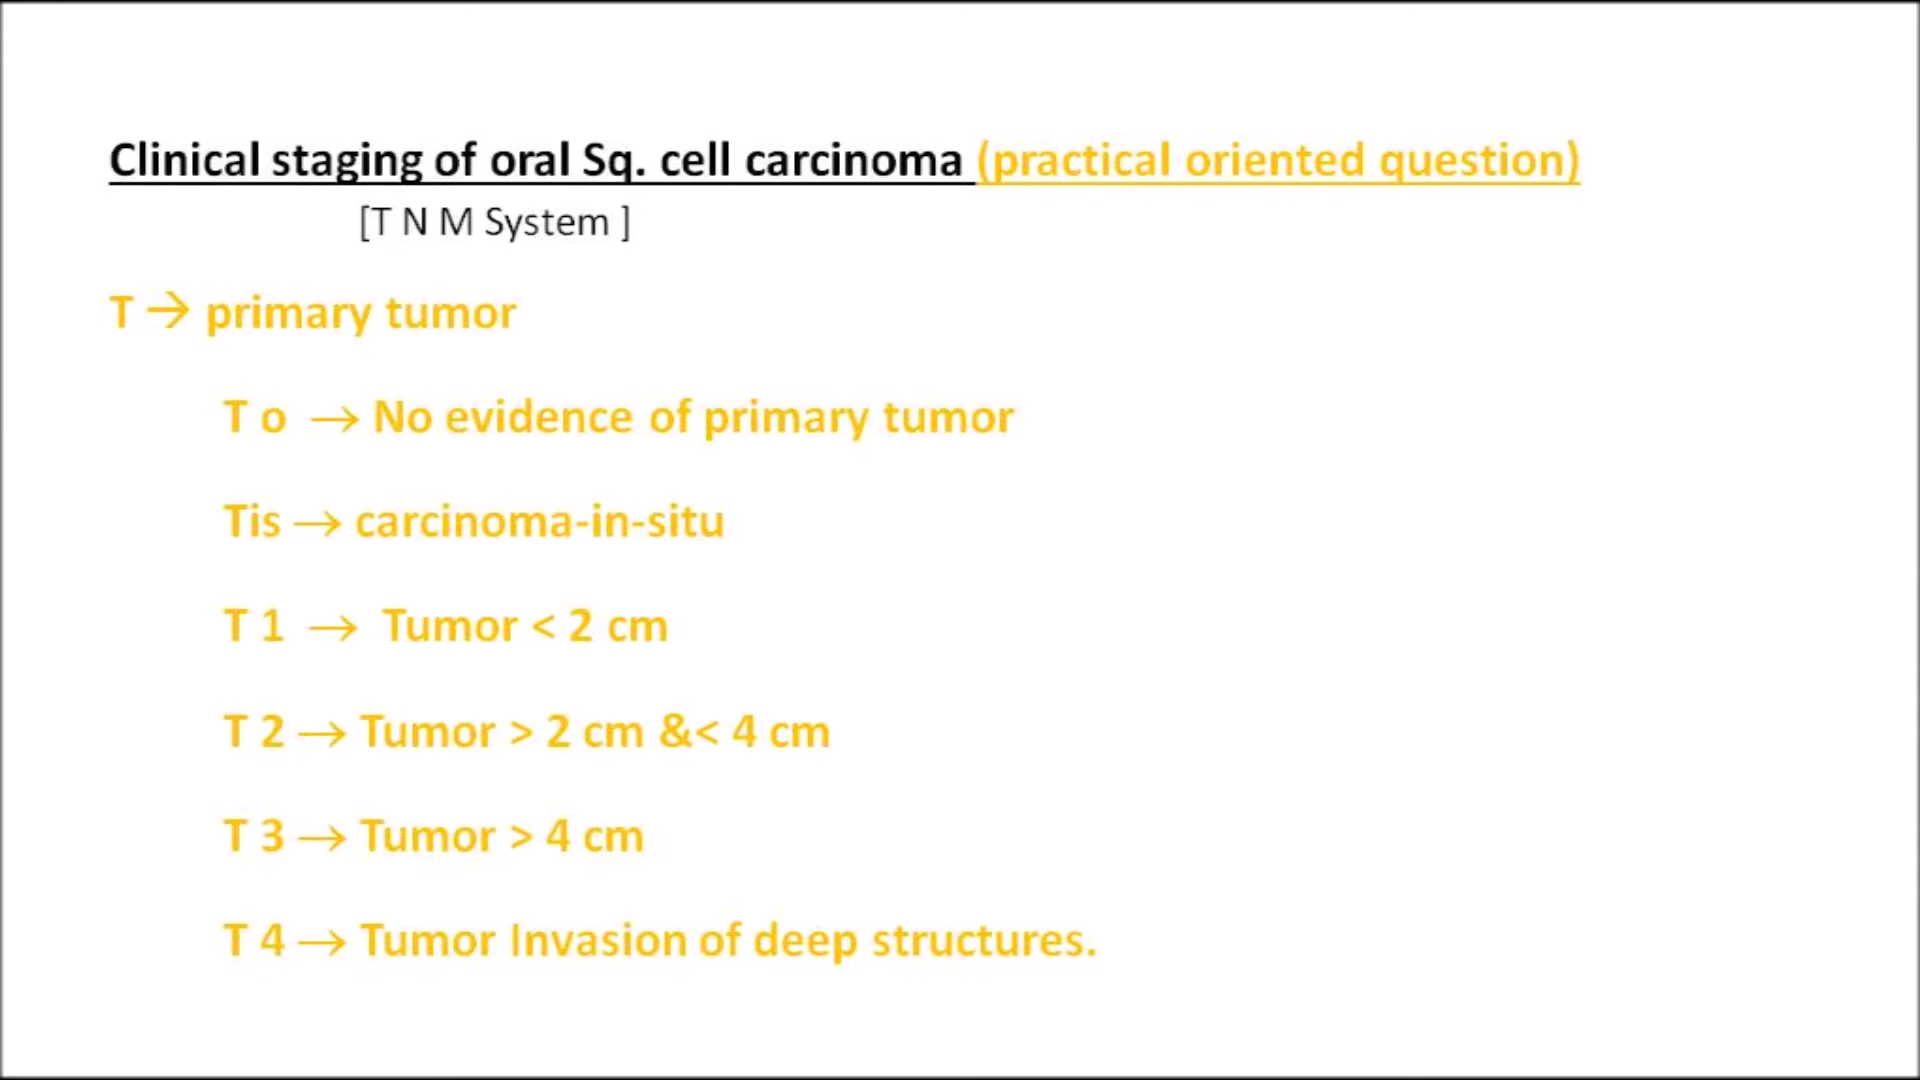 Clinical staging of oral Sq. cell carcinoma (practical oriented question)
[T N M System ]
T → primary tumor
T o → No evidence of primary tumor
Tis → carcinoma-in-situ
T 1 → Tumor < 2 cm
T 2 → Tumor > 2 cm &< 4 cm
T 3 → Tumor > 4 cm
T 4 → Tumor Invasion of deep structures.